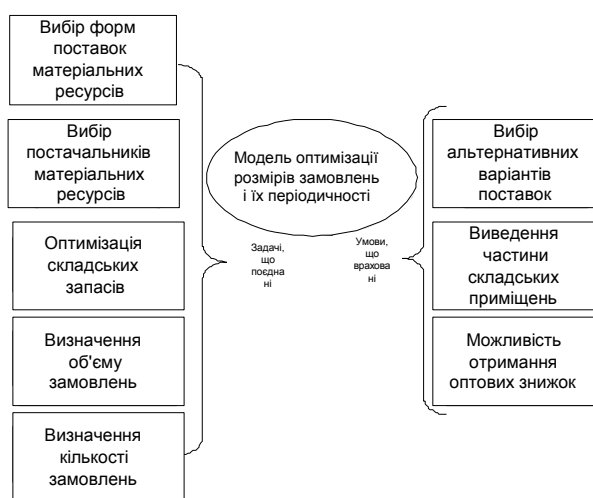 Вибір форм
поставок
матеріальних
ресурсів
Вибір
постачальників
матеріальних
ресурсів
Оптимізація
складських
запасів
Визначення
об'єму
замовлень
Визначення
кількості
замовлень
Модель оптимізації
розмірів замовлень
і їх періодичності
Задачі,
що
поєдна
ні
Умови,
що
врахова
ні
Вибір
альтернативних
варіантів
поставок
Виведення
частини
складських
приміщень
Можливість
отримання
оптових знижок